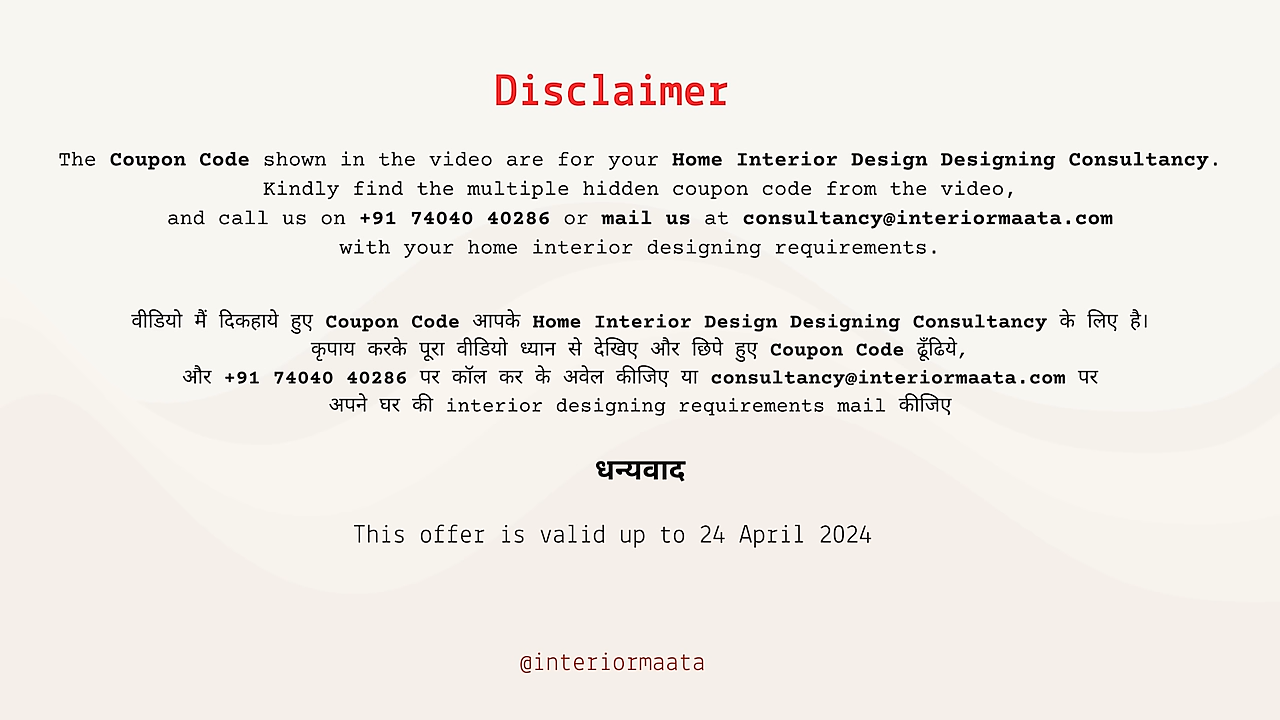 Disclaimer
The Coupon Code shown in the video are for your Home Interior Design Designing Consultancy.
Kindly find the multiple hidden coupon code from the video,
and call us on +91 74040 40286 or mail us at consultancy@interiormaata.com
with your home interior designing requirements.
वीडियो मैं दिकहाये हुए Coupon Code आपके Home Interior Design Designing Consultancy के लिए है।
कृपाय करके पूरा वीडियो ध्यान से देखिए और छिपे हुए Coupon Code ढूँढिये,
और +91 74040 40286 पर कॉल कर के अवेल कीजिए या consultancy@interiormaata.com पर
अपने घर की interior designing requirements mail कीजिए
धन्यवाद
This offer is valid up to 24 April 2024
@interiormaata